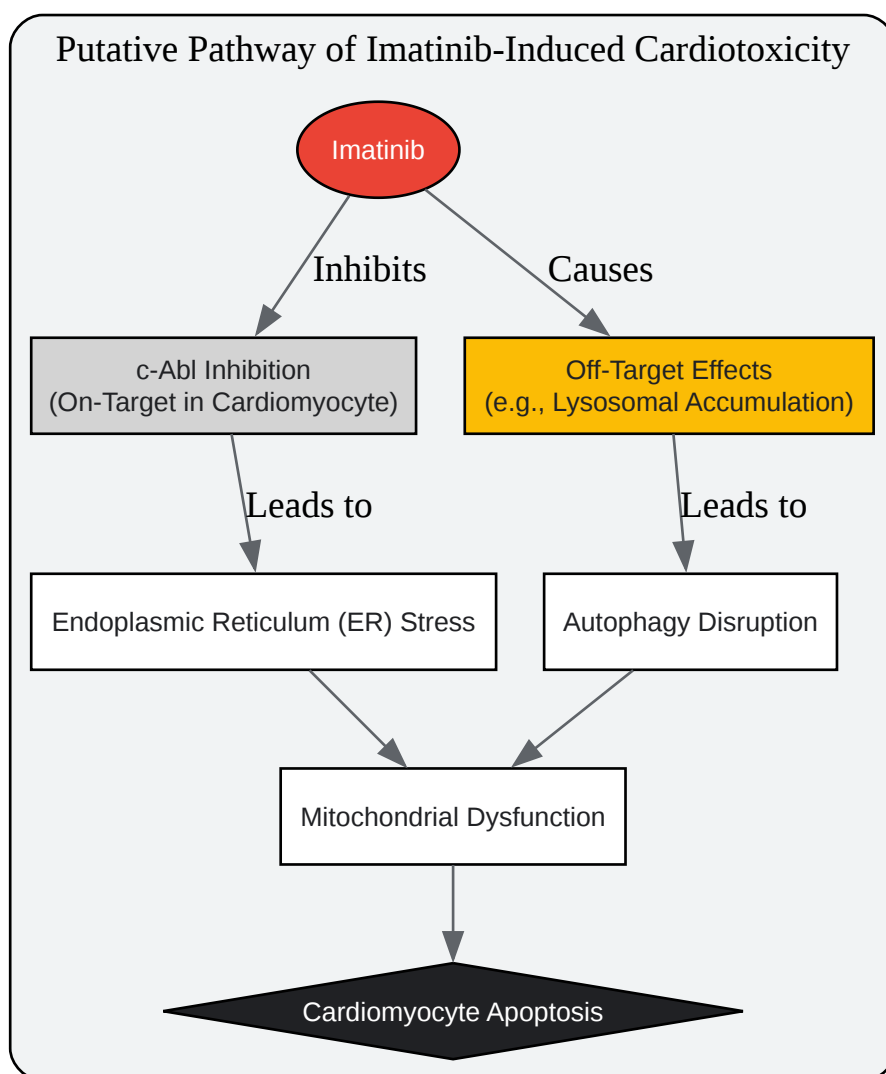 Putative Pathway of Imatinib-Induced Cardiotoxicity
Imatinib
Inhibits
Causes
c-Abl Inhibition
(On-Target in Cardiomyocyte)
Off-Target Effects
(e.g., Lysosomal Accumulation)
Leads to
Leads to
Endoplasmic Reticulum (ER) Stress
Autophagy Disruption
Mitochondrial Dysfunction
Cardiomyocyte Apoptosis